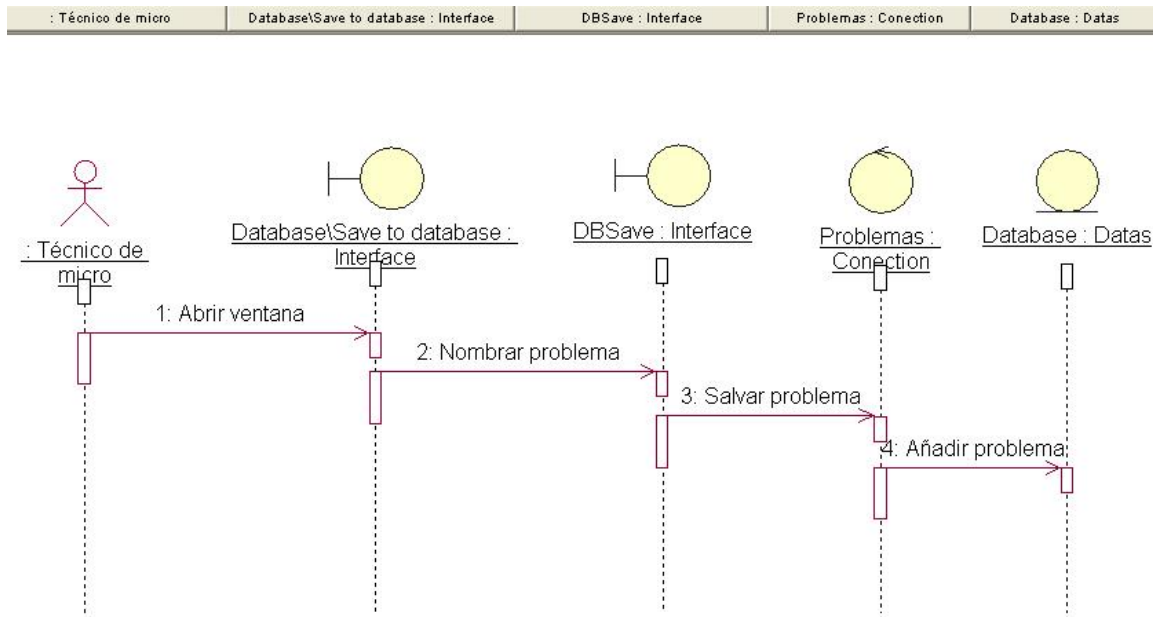 : Técnico de micro
Database\Save to database : Interface
DBSave : Interface
Problemas : Conection
Database : Datas
: Técnico de
micro
Database\Save to database :
Interface
DBSave : Interface
Problemas :
Conection
Database : Datas
1: Abrir ventana
2: Nombrar problema
3: Salvar problema
4: Añadir problema